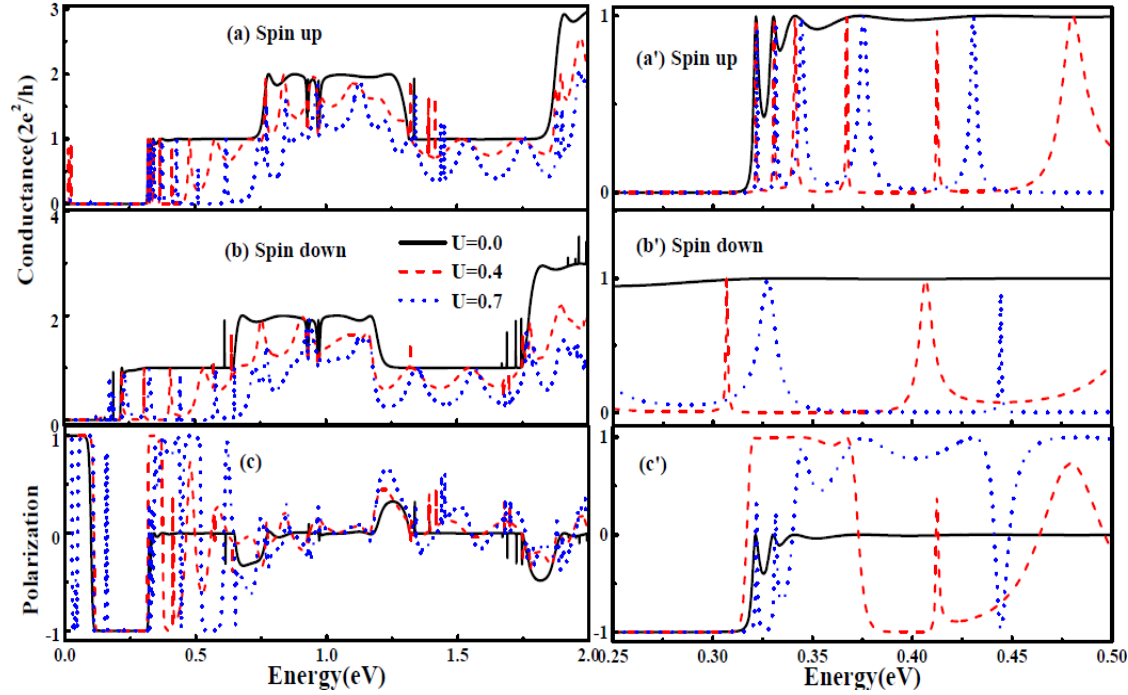 3
(a) Spin up
2
1
0
4
(b) Spin down
U=0.0
U=0.4
U=0.7
2
0
1
(c)
0
-1
0.0 0.5 1.0 1.5 2.0
Energy(eV)
Conductance(2e²/h)
Polarization
1
(a') Spin up
0
(b') Spin down
1
0
1
(c')
0
-1
0.25 0.30 0.35 0.40 0.45 0.50
Energy(eV)